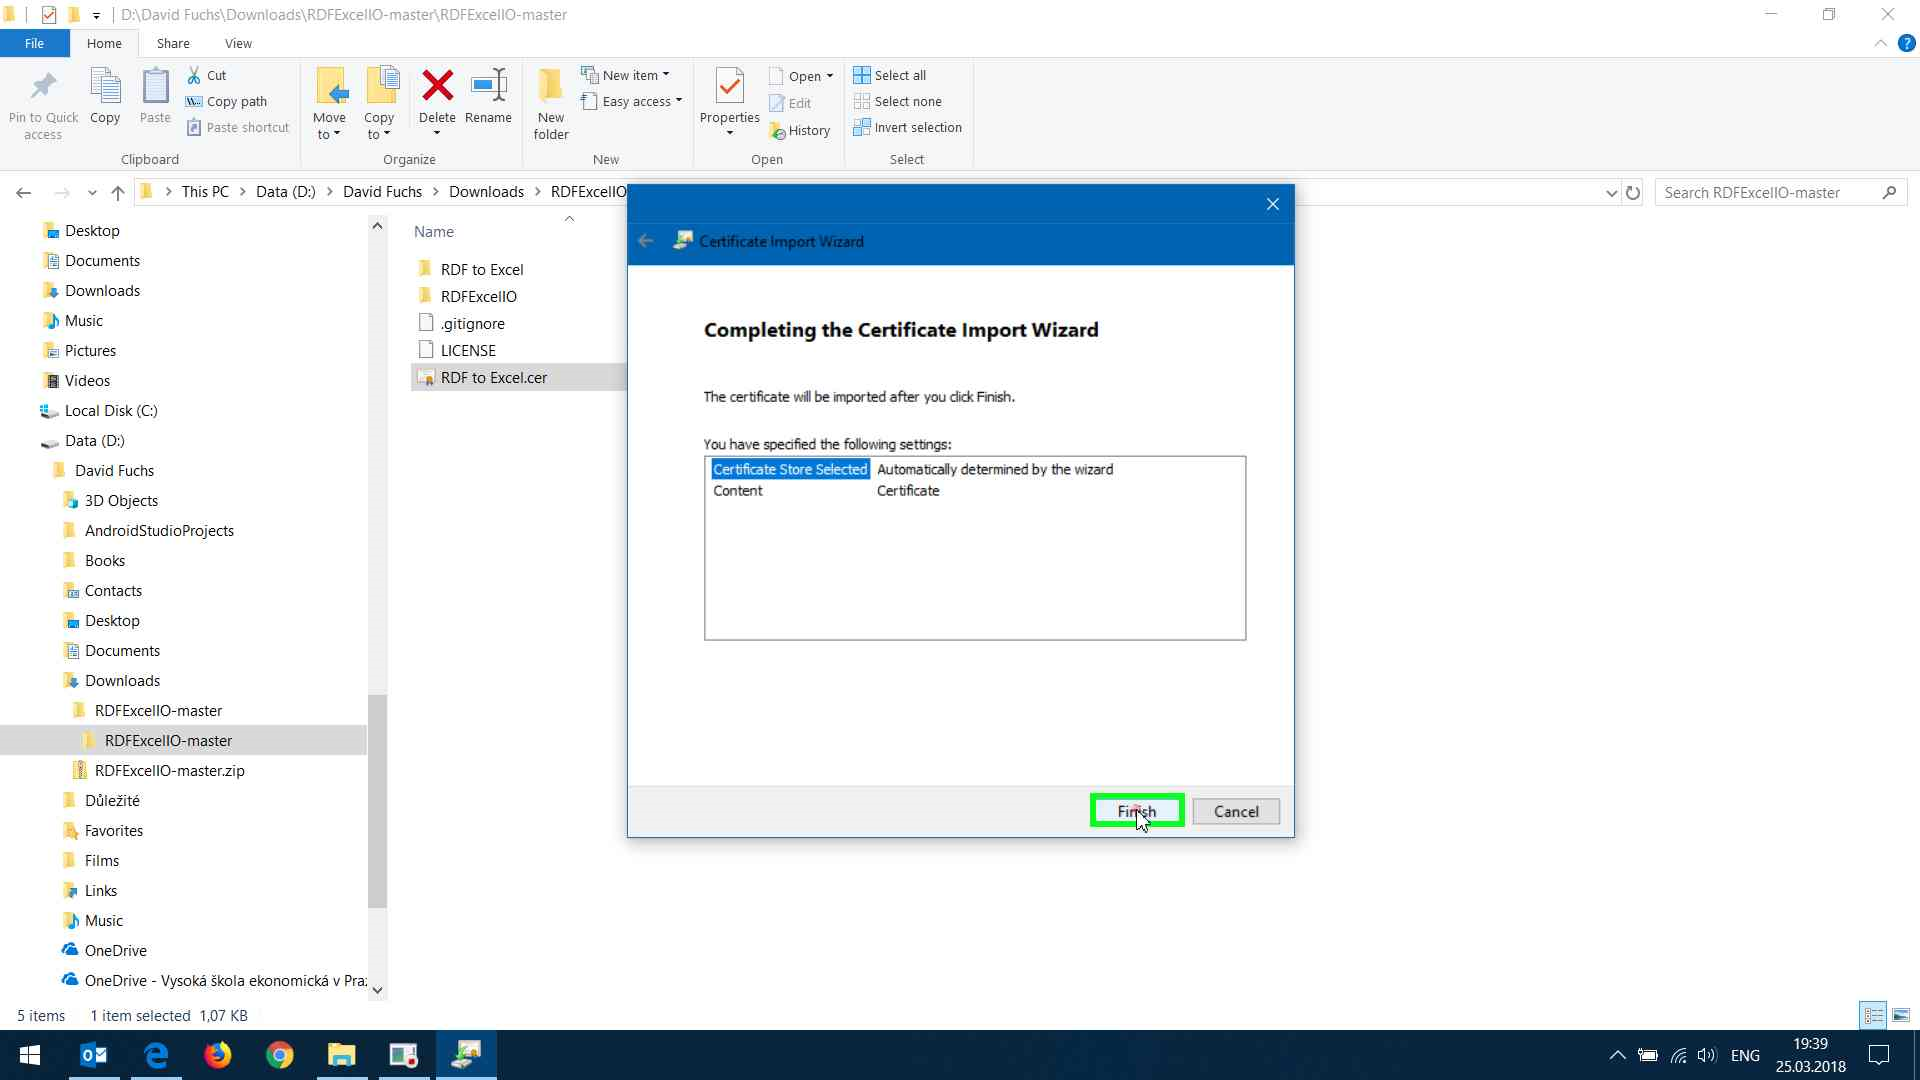 D:\David Fuchs\Downloads\RDFExcelIO-master\RDFExcelIO-master
File Home Share View
Pin to Quick access
Copy
Paste
Cut
Copy path
Paste shortcut
Clipboard
Move to
Copy to
Delete
Rename
Organize
New folder
New item
Easy access
New
Properties
Open
Edit
History
Open
Select all
Select none
Invert selection
Select
This PC > Data (D:) > David Fuchs > Downloads > RDFExcelIO
Search RDFExcelIO-master
Desktop
Documents
Downloads
Music
Pictures
Videos
Local Disk (C:)
Data (D:)
David Fuchs
3D Objects
AndroidStudioProjects
Books
Contacts
Desktop
Documents
Downloads
RDFExcelIO-master
RDFExcelIO-master
RDFExcelIO-master.zip
Důležité
Favorites
Films
Links
Music
OneDrive
OneDrive - Vysoká škola ekonomická v Pra
Name
RDF to Excel
RDFExcelIO
.gitignore
LICENSE
RDF to Excel.cer
Certificate Import Wizard
Completing the Certificate Import Wizard
The certificate will be imported after you click Finish.
You have specified the following settings:
Certificate Store Selected Automatically determined by the wizard
Content Certificate
Finish Cancel
5 items 1 item selected 1,07 KB
ENG
19:39
25.03.2018